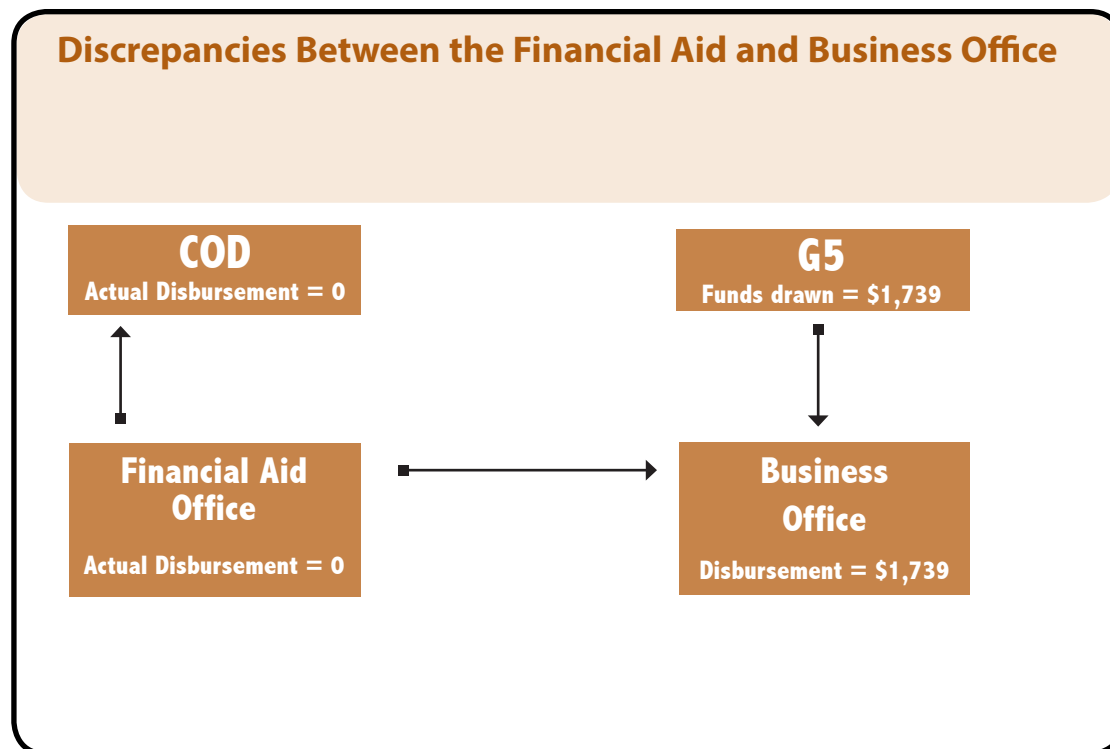 Discrepancies Between the Financial Aid and Business Office
COD
Actual Disbursement = 0
G5
Funds drawn = $1,739
Financial Aid
Office
Actual Disbursement = 0
Business
Office
Disbursement = $1,739